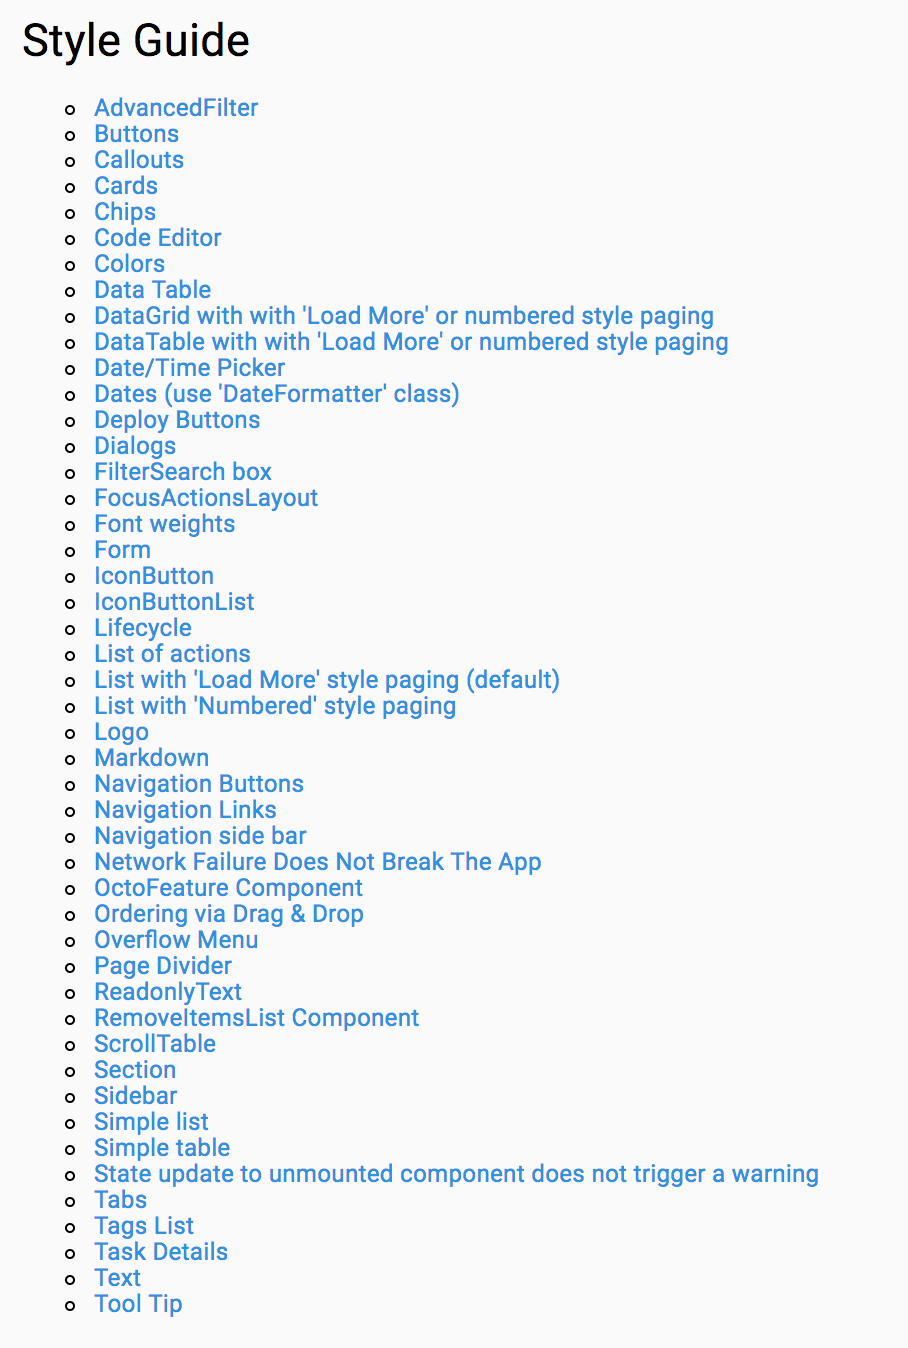 Style Guide
AdvancedFilter
Buttons
Callouts
Cards
Chips
Code Editor
Colors
Data Table
DataGrid with with 'Load More' or numbered style paging
DataTable with with 'Load More' or numbered style paging
Date/Time Picker
Dates (use 'DateFormatter' class)
Deploy Buttons
Dialogs
FilterSearch box
FocusActionsLayout
Font weights
Form
IconButton
IconButtonList
Lifecycle
List of actions
List with 'Load More' style paging (default)
List with 'Numbered' style paging
Logo
Markdown
Navigation Buttons
Navigation Links
Navigation side bar
Network Failure Does Not Break The App
OctoFeature Component
Ordering via Drag & Drop
Overflow Menu
Page Divider
ReadonlyText
RemoveItemsList Component
ScrollTable
Section
Sidebar
Simple list
Simple table
State update to unmounted component does not trigger a warning
Tabs
Tags List
Task Details
Text
Tool Tip